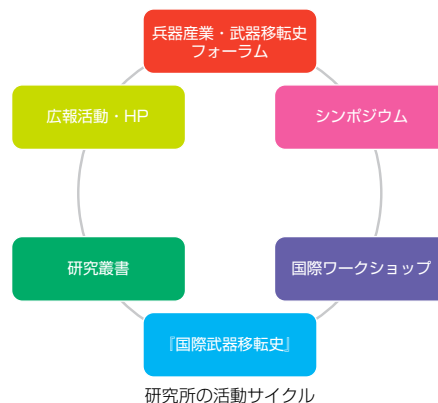 兵器産業・武器移転史
フォーラム
広報活動・HP
シンポジウム
研究叢書
国際ワークショップ
『国際武器移転史』
研究所の活動サイクル